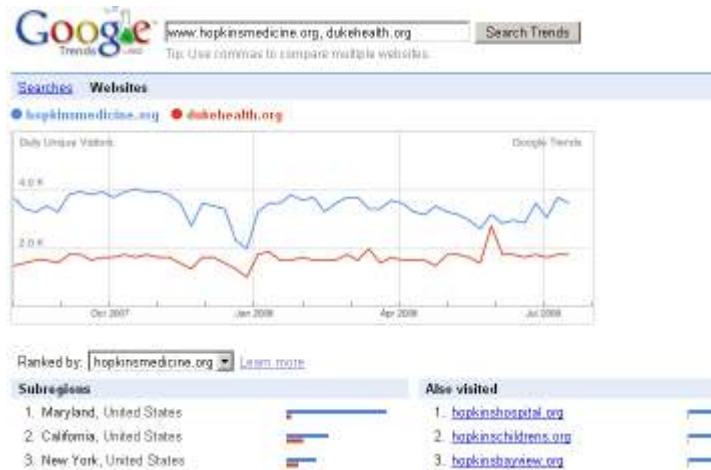 Google
Trends Labs
www.hopkinsmedicine.org, dukehealth.org
Search Trends
Tip: Use commas to compare multiple websites.
Searches Websites
hopkinsmedicine.org dukehealth.org
Daily Unique Visitors Google Trends
4.0 K
2.0 K
Oct 2007 Jan 2008 Apr 2008 Jul 2008
Ranked by: hopkinsmedicine.org Learn more
Subregions Also visited
1. Maryland, United States 1. hopkinshospital.org
2. California, United States 2. hopkinschildrens.org
3. New York, United States 3. hopkinsbayview.org